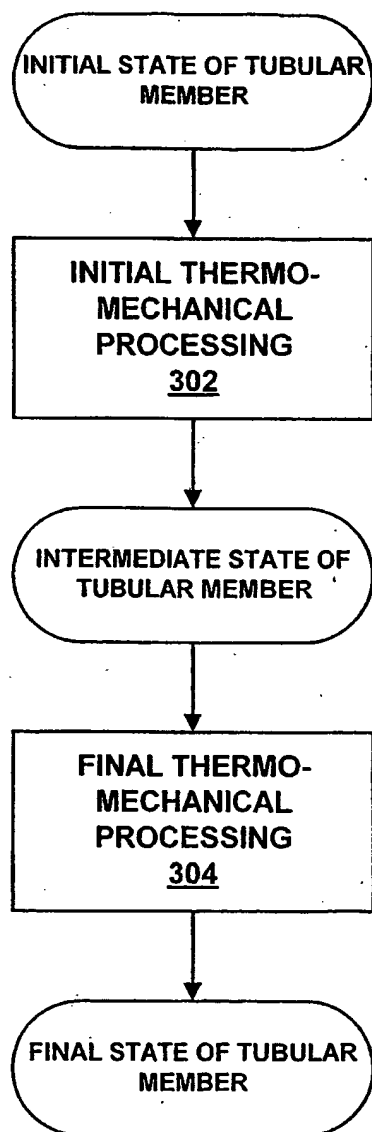 INITIAL STATE OF TUBULAR
MEMBER
INITIAL THERMO-
MECHANICAL
PROCESSING
302
INTERMEDIATE STATE OF
TUBULAR MEMBER
FINAL THERMO-
MECHANICAL
PROCESSING
304
FINAL STATE OF TUBULAR
MEMBER